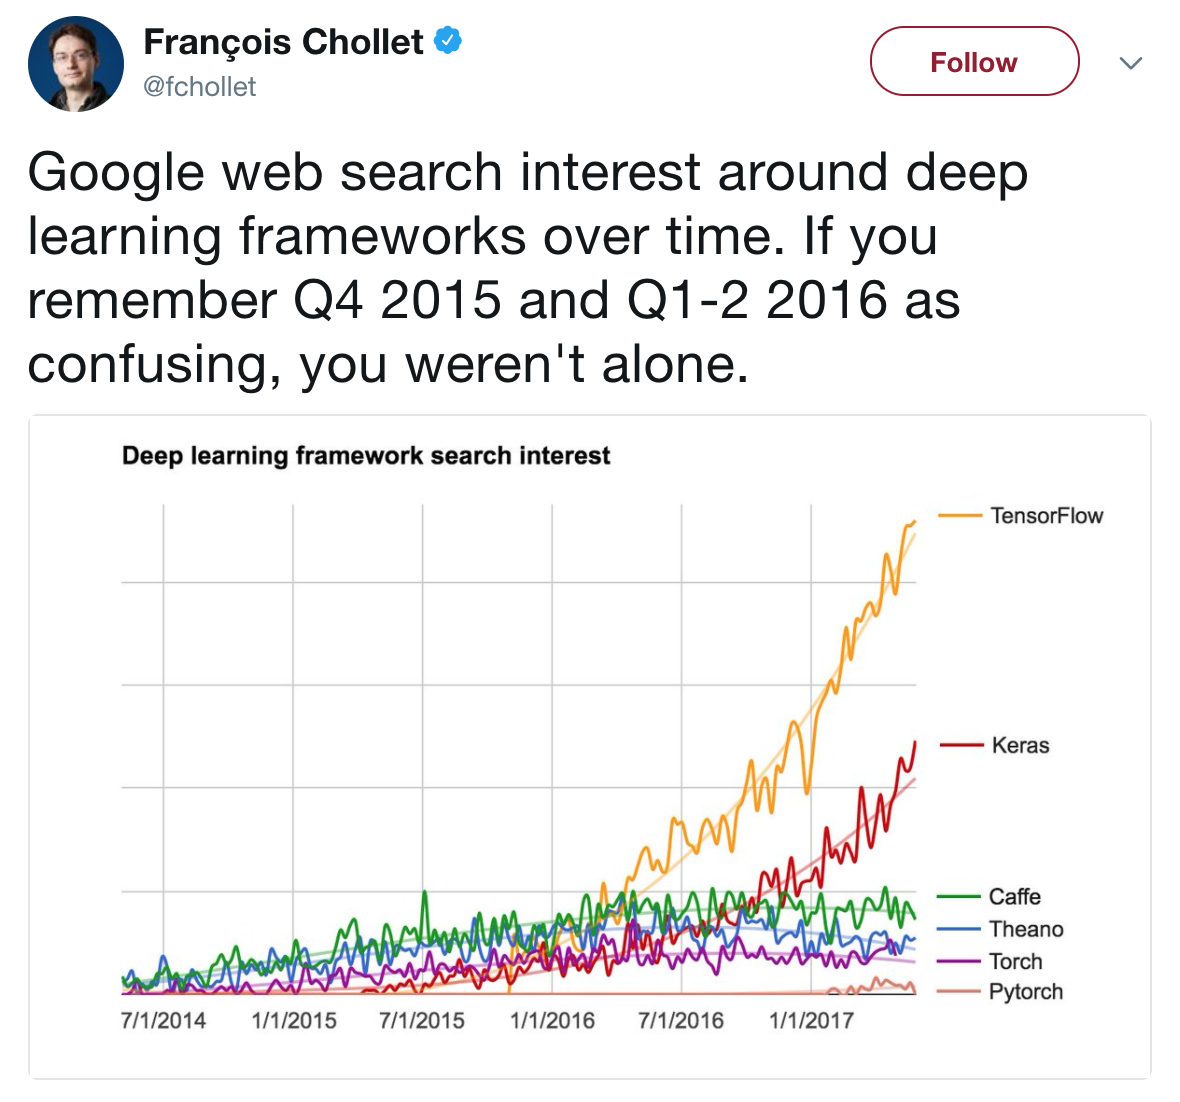 François Chollet
@fchollet
Follow
Google web search interest around deep
learning frameworks over time. If you
remember Q4 2015 and Q1-2 2016 as
confusing, you weren't alone.
Deep learning framework search interest
TensorFlow
Keras
Caffe
Theano
Torch
Pytorch
7/1/2014 1/1/2015 7/1/2015 1/1/2016 7/1/2016 1/1/2017